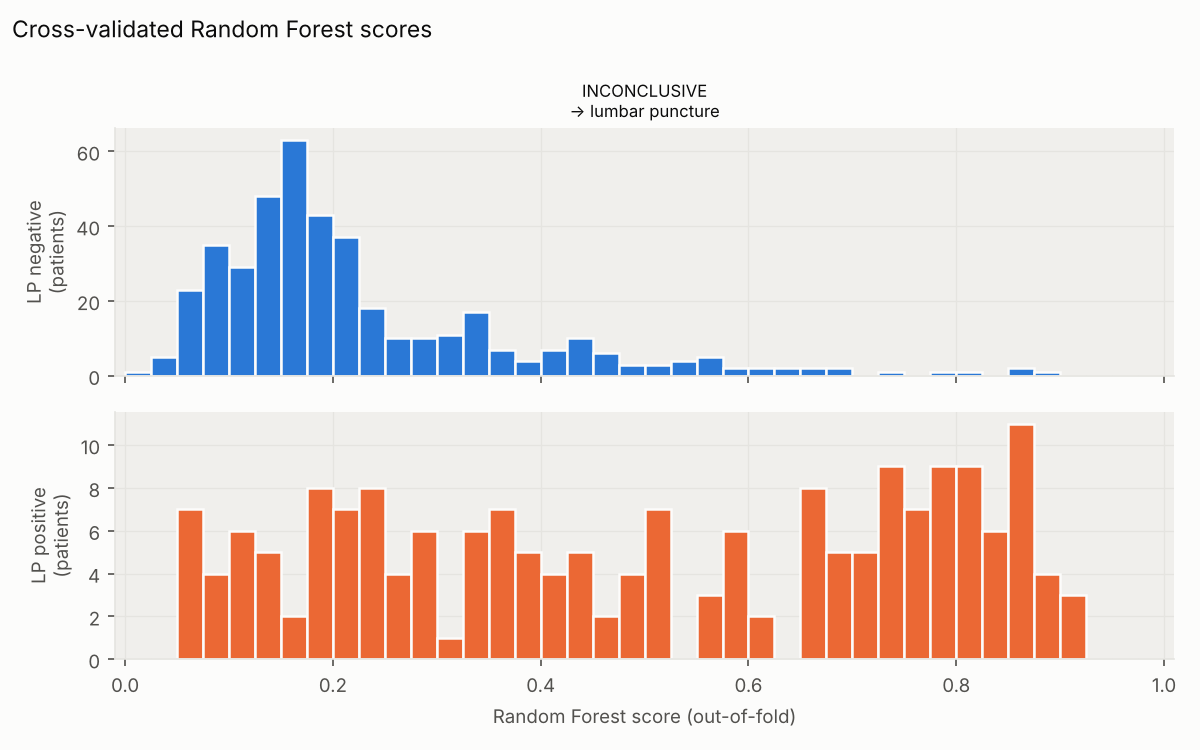 Cross-validated Random Forest scores
INCONCLUSIVE
→ lumbar puncture
LP negative
(patients)
60
40
20
0
LP positive
(patients)
10
8
6
4
2
0
0.0 0.2 0.4 0.6 0.8 1.0
Random Forest score (out-of-fold)